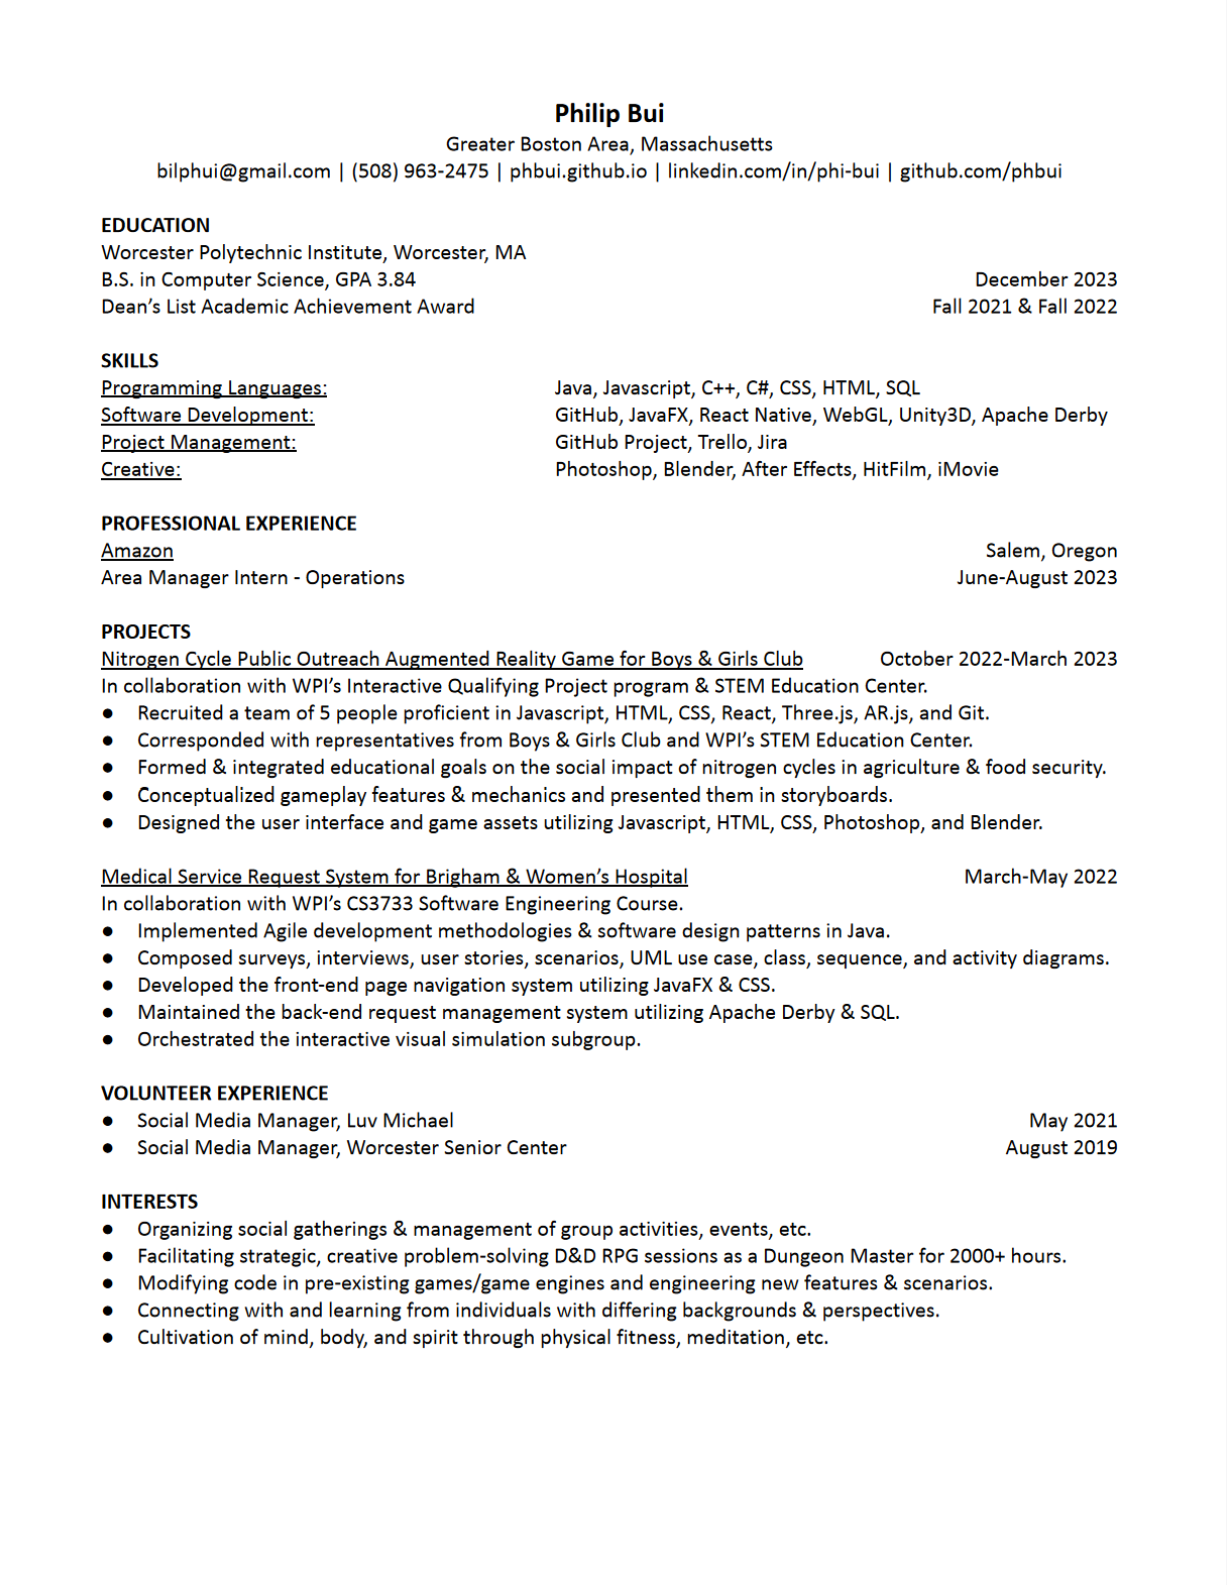 Philip Bui
Greater Boston Area, Massachusetts
bilphui@gmail.com | (508) 963-2475 | phbui.github.io | linkedin.com/in/phi-bui | github.com/phbui
EDUCATION
Worcester Polytechnic Institute, Worcester, MA
B.S. in Computer Science, GPA 3.84 December 2023
Dean’s List Academic Achievement Award Fall 2021 & Fall 2022
SKILLS
Programming Languages: Java, Javascript, C++, C#, CSS, HTML, SQL
Software Development: GitHub, JavaFX, React Native, WebGL, Unity3D, Apache Derby
Project Management: GitHub Project, Trello, Jira
Creative: Photoshop, Blender, After Effects, HitFilm, iMovie
PROFESSIONAL EXPERIENCE
Amazon Salem, Oregon
Area Manager Intern - Operations June-August 2023
PROJECTS
Nitrogen Cycle Public Outreach Augmented Reality Game for Boys & Girls Club October 2022-March 2023
In collaboration with WPI’s Interactive Qualifying Project program & STEM Education Center.
● Recruited a team of 5 people proficient in Javascript, HTML, CSS, React, Three.js, AR.js, and Git.
● Corresponded with representatives from Boys & Girls Club and WPI’s STEM Education Center.
● Formed & integrated educational goals on the social impact of nitrogen cycles in agriculture & food security.
● Conceptualized gameplay features & mechanics and presented them in storyboards.
● Designed the user interface and game assets utilizing Javascript, HTML, CSS, Photoshop, and Blender.
Medical Service Request System for Brigham & Women’s Hospital March-May 2022
In collaboration with WPI’s CS3733 Software Engineering Course.
● Implemented Agile development methodologies & software design patterns in Java.
● Composed surveys, interviews, user stories, scenarios, UML use case, class, sequence, and activity diagrams.
● Developed the front-end page navigation system utilizing JavaFX & CSS.
● Maintained the back-end request management system utilizing Apache Derby & SQL.
● Orchestrated the interactive visual simulation subgroup.
VOLUNTEER EXPERIENCE
● Social Media Manager, Luv Michael May 2021
● Social Media Manager, Worcester Senior Center August 2019
INTERESTS
● Organizing social gatherings & management of group activities, events, etc.
● Facilitating strategic, creative problem-solving D&D RPG sessions as a Dungeon Master for 2000+ hours.
● Modifying code in pre-existing games/game engines and engineering new features & scenarios.
● Connecting with and learning from individuals with differing backgrounds & perspectives.
● Cultivation of mind, body, and spirit through physical fitness, meditation, etc.